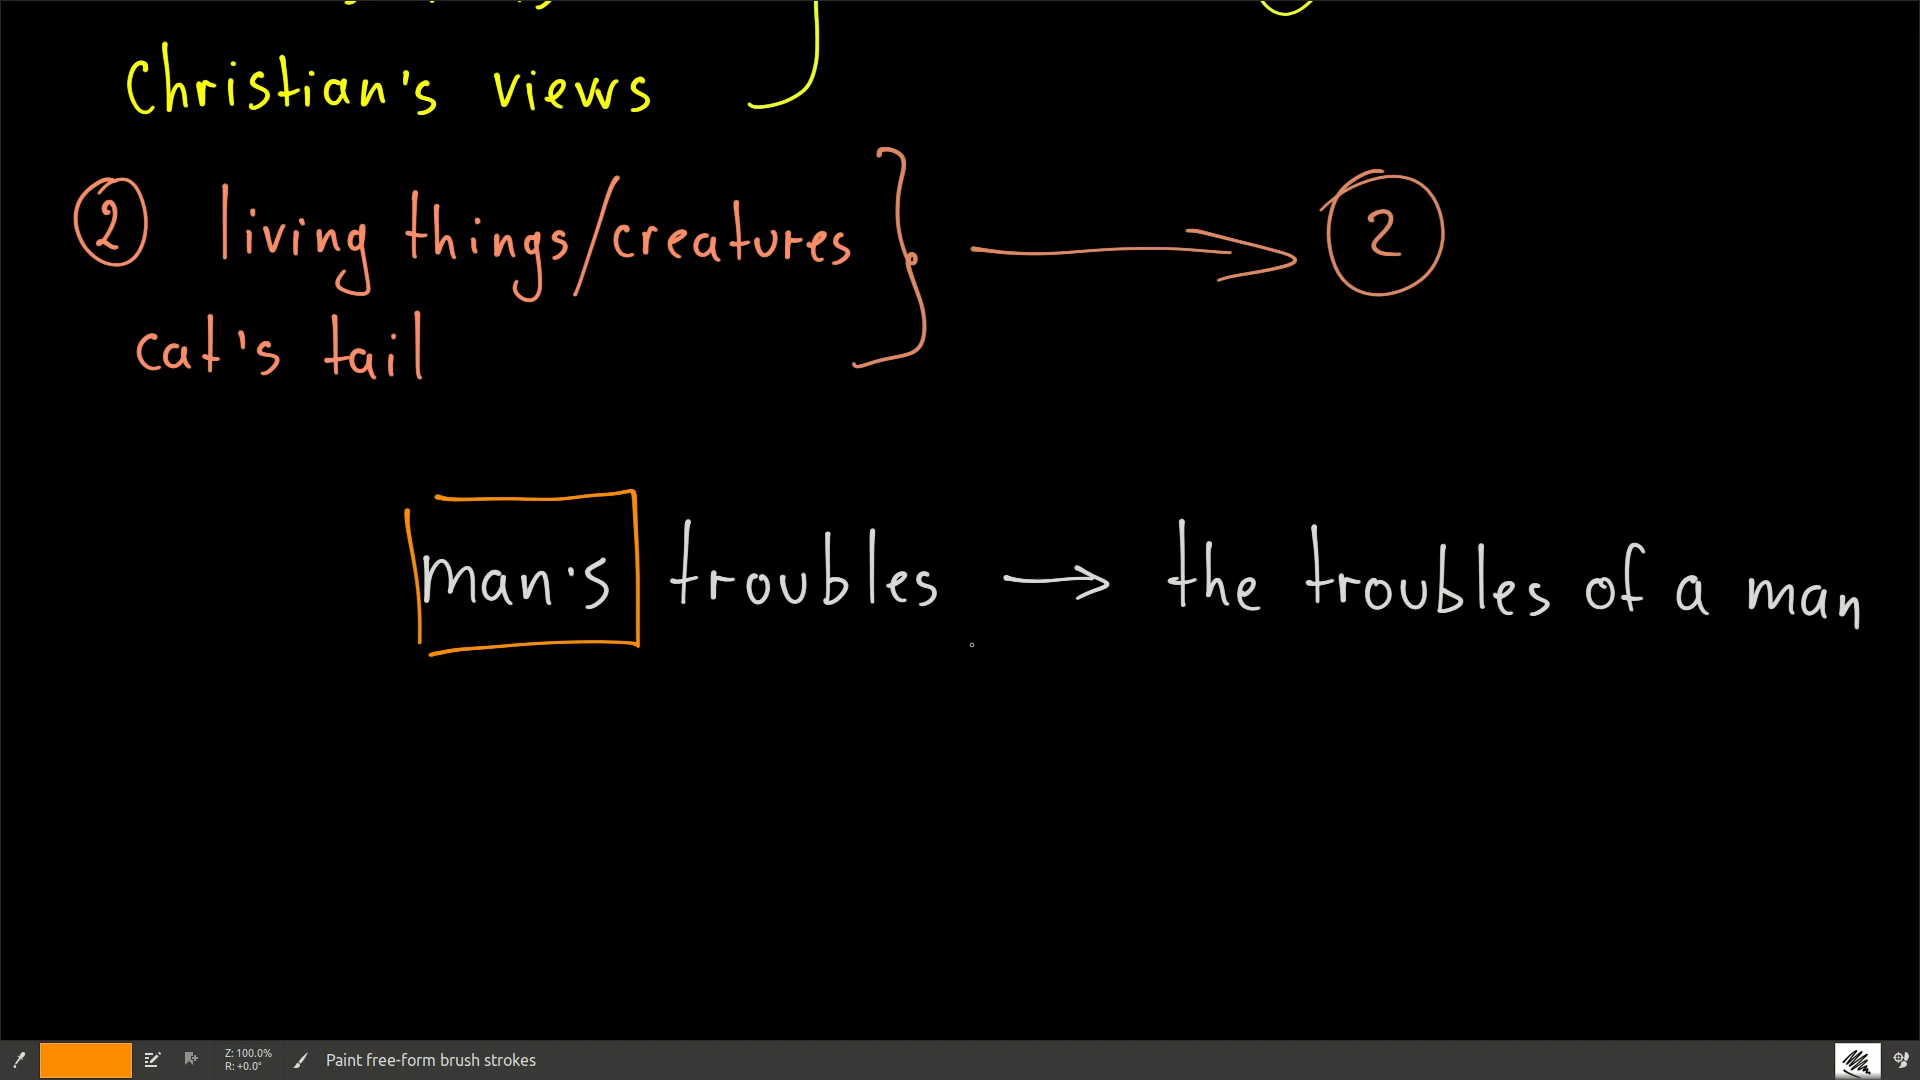 Christian's views
② living things/creatures
②
cat's tail
man's troubles → the troubles of a man
Z: 100.0%
R: +0.0°
Paint free-form brush strokes